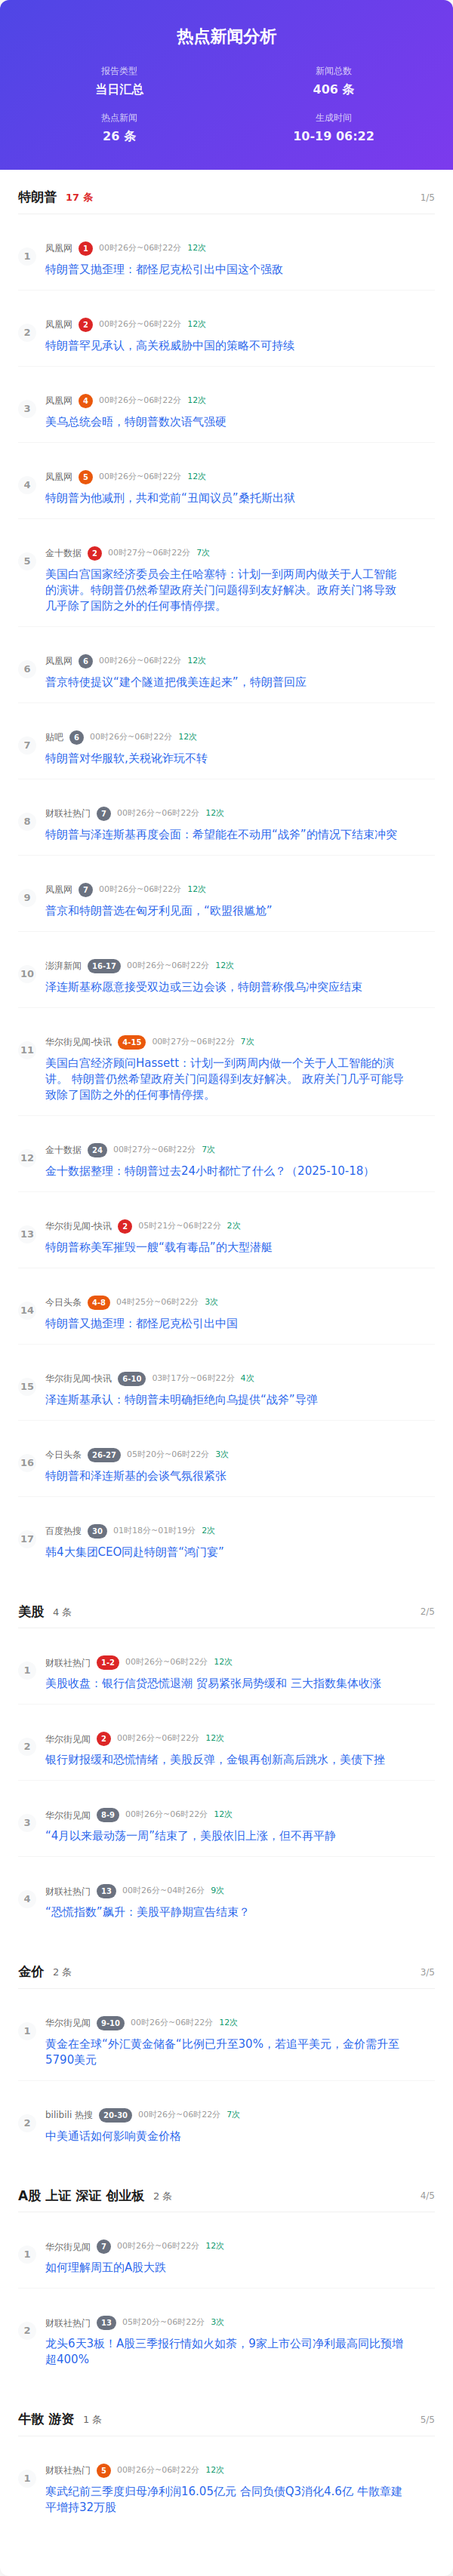 热点新闻分析
报告类型
新闻总数
当日汇总
406 条
热点新闻
生成时间
26 条
10-19 06:22
特朗普 17 条 1/5
1 凤凰网 1 00时26分~06时22分 12次
特朗普又抛歪理：都怪尼克松引出中国这个强敌
2 凤凰网 2 00时26分~06时22分 12次
特朗普罕见承认，高关税威胁中国的策略不可持续
3 凤凰网 4 00时26分~06时22分 12次
美乌总统会晤，特朗普数次语气强硬
4 凤凰网 5 00时26分~06时22分 12次
特朗普为他减刑，共和党前“丑闻议员”桑托斯出狱
5 金十数据 2 00时27分~06时22分 7次
美国白宫国家经济委员会主任哈塞特：计划一到两周内做关于人工智能
的演讲。特朗普仍然希望政府关门问题得到友好解决。政府关门将导致
几乎除了国防之外的任何事情停摆。
6 凤凰网 6 00时26分~06时22分 12次
普京特使提议“建个隧道把俄美连起来”，特朗普回应
7 贴吧 6 00时26分~06时22分 12次
特朗普对华服软,关税讹诈玩不转
8 财联社热门 7 00时26分~06时22分 12次
特朗普与泽连斯基再度会面：希望能在不动用“战斧”的情况下结束冲突
9 凤凰网 7 00时26分~06时22分 12次
普京和特朗普选在匈牙利见面，“欧盟很尴尬”
10 澎湃新闻 16-17 00时26分~06时22分 12次
泽连斯基称愿意接受双边或三边会谈，特朗普称俄乌冲突应结束
11 华尔街见闻-快讯 4-15 00时27分~06时22分 7次
美国白宫经济顾问Hassett：计划一到两周内做一个关于人工智能的演
讲。 特朗普仍然希望政府关门问题得到友好解决。 政府关门几乎可能导
致除了国防之外的任何事情停摆。
12 金十数据 24 00时27分~06时22分 7次
金十数据整理：特朗普过去24小时都忙了什么？（2025-10-18）
13 华尔街见闻-快讯 2 05时21分~06时22分 2次
特朗普称美军摧毁一艘“载有毒品”的大型潜艇
14 今日头条 4-8 04时25分~06时22分 3次
特朗普又抛歪理：都怪尼克松引出中国
15 华尔街见闻-快讯 6-10 03时17分~06时22分 4次
泽连斯基承认：特朗普未明确拒绝向乌提供“战斧”导弹
16 今日头条 26-27 05时20分~06时22分 3次
特朗普和泽连斯基的会谈气氛很紧张
17 百度热搜 30 01时18分~01时19分 2次
韩4大集团CEO同赴特朗普“鸿门宴”
美股 4 条 2/5
1 财联社热门 1-2 00时26分~06时22分 12次
美股收盘：银行信贷恐慌退潮 贸易紧张局势缓和 三大指数集体收涨
2 华尔街见闻 2 00时26分~06时22分 12次
银行财报缓和恐慌情绪，美股反弹，金银再创新高后跳水，美债下挫
3 华尔街见闻 8-9 00时26分~06时22分 12次
“4月以来最动荡一周”结束了，美股依旧上涨，但不再平静
4 财联社热门 13 00时26分~04时26分 9次
“恐慌指数”飙升：美股平静期宣告结束？
金价 2 条 3/5
1 华尔街见闻 9-10 00时26分~06时22分 12次
黄金在全球“外汇黄金储备“比例已升至30%，若追平美元，金价需升至
5790美元
2 bilibili 热搜 20-30 00时26分~06时22分 7次
中美通话如何影响黄金价格
A股 上证 深证 创业板 2 条 4/5
1 华尔街见闻 7 00时26分~06时22分 12次
如何理解周五的A股大跌
2 财联社热门 13 05时20分~06时22分 3次
龙头6天3板！A股三季报行情如火如荼，9家上市公司净利最高同比预增
超400%
牛散 游资 1 条 5/5
1 财联社热门 5 00时26分~06时22分 12次
寒武纪前三季度归母净利润16.05亿元 合同负债Q3消化4.6亿 牛散章建
平增持32万股